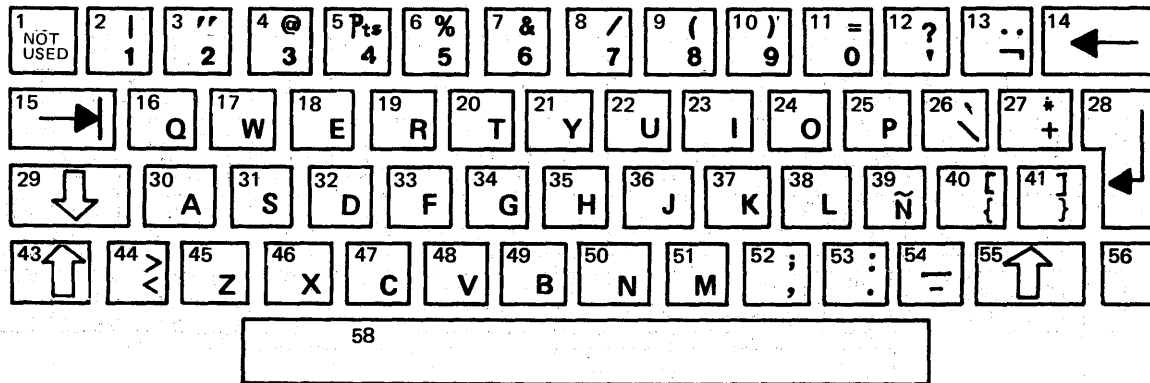 1 NOT USED 2 | 1 3 " 2 4 @ 3 5 Pts 4 6 % 5 7 & 6 8 / 7 9 ( 8 10 ) 9 11 = 0 12 ? ' 13 ¨ ¬ 14 ←
15 →| 16 Q 17 W 18 E 19 R 20 T 21 Y 22 U 23 I 24 O 25 P 26 ` \ 27 * + 28 ↵
29 ⇩ 30 A 31 S 32 D 33 F 34 G 35 H 36 J 37 K 38 L 39 Ñ 40 [ { 41 ] }
43 ⇧ 44 > < 45 Z 46 X 47 C 48 V 49 B 50 N 51 M 52 ; , 53 : . 54 _ - 55 ⇧ 56
58